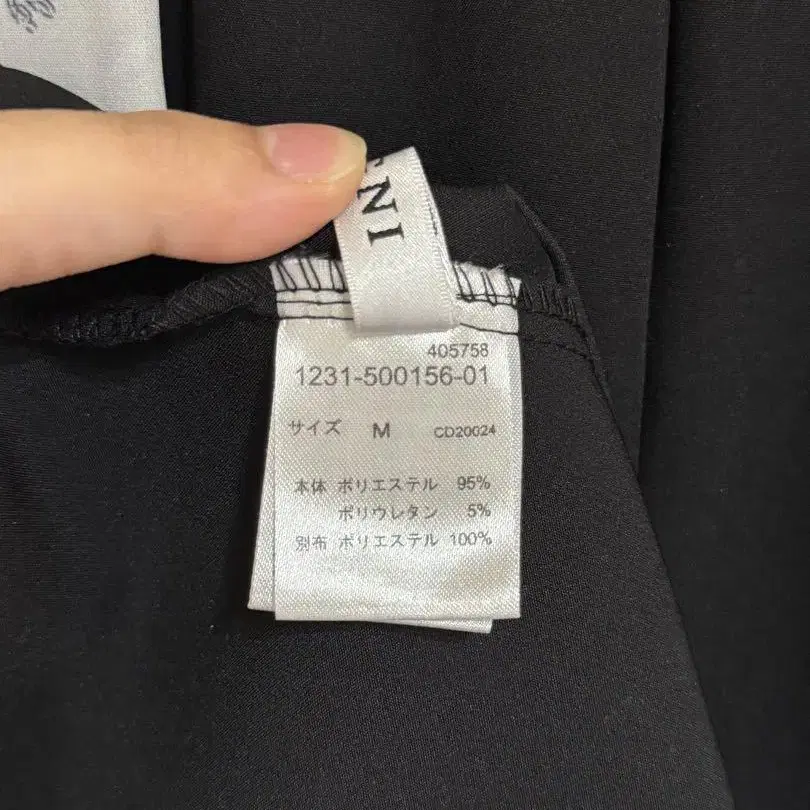 NI
405758
1231-500156-01
サイズ M CD20024
本体 ポリエステル 95%
ポリウレタン 5%
別布 ポリエステル 100%